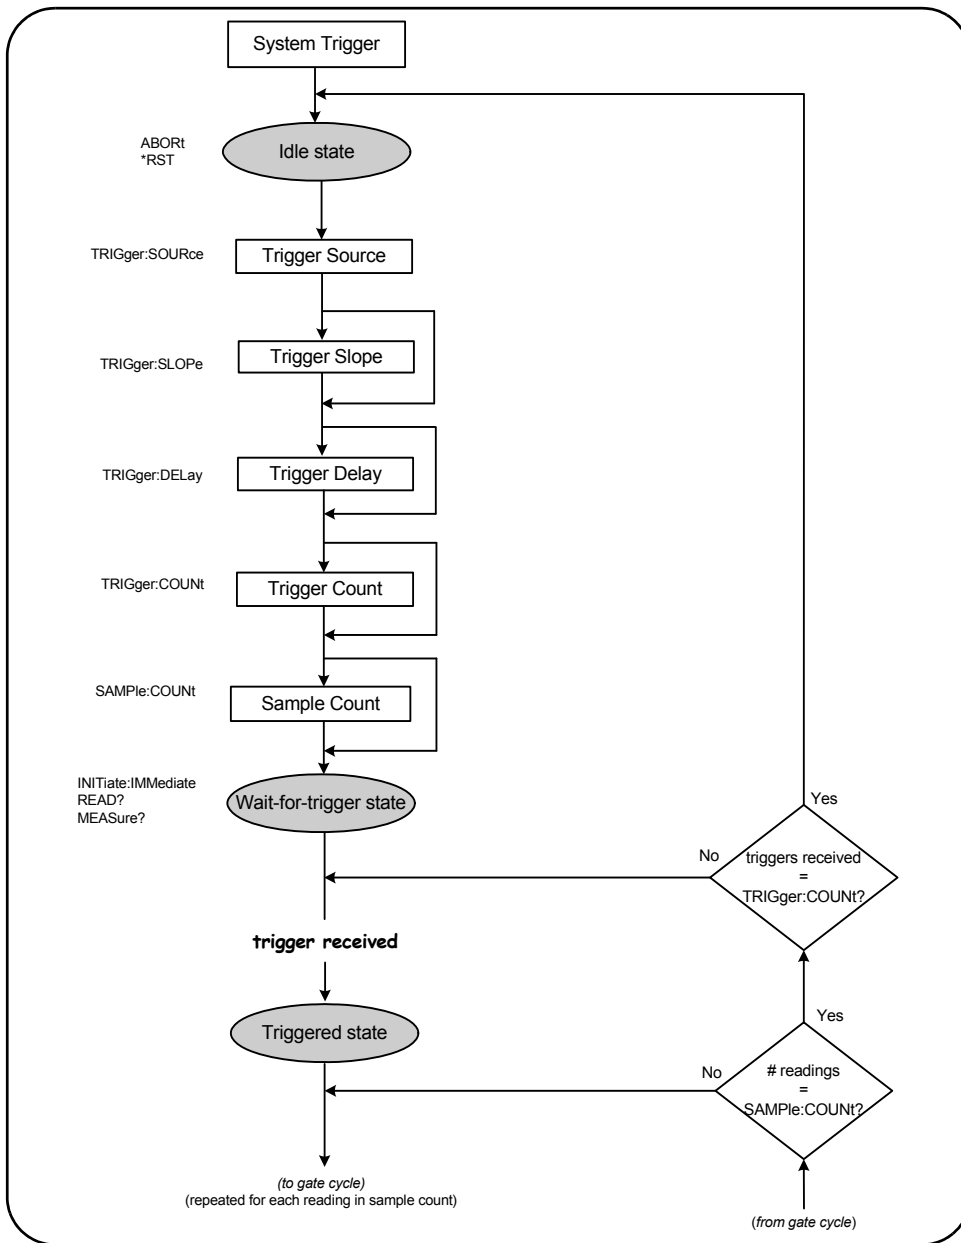 System Trigger
ABORt
*RST
Idle state
TRIGger:SOURce
Trigger Source
TRIGger:SLOPe
Trigger Slope
TRIGger:DELay
Trigger Delay
TRIGger:COUNt
Trigger Count
SAMPle:COUNt
Sample Count
INITiate:IMMediate
READ?
MEASure?
Wait-for-trigger state
Yes
No
triggers received
=
TRIGger:COUNt?
trigger received
Yes
Triggered state
No
# readings
=
SAMPle:COUNt?
(to gate cycle)
(repeated for each reading in sample count)
(from gate cycle)